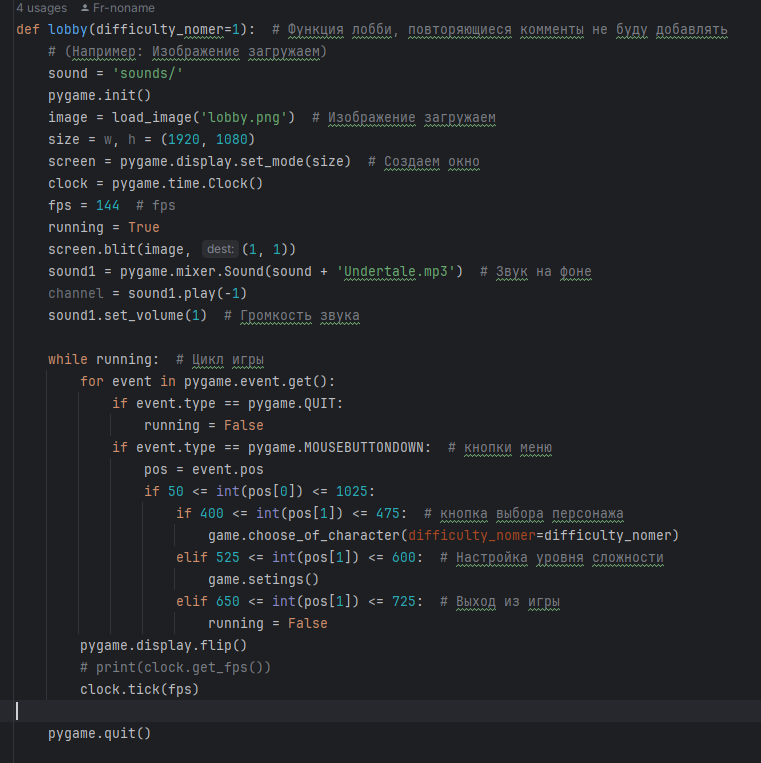 4 usages Fr-noname
def lobby(difficulty_nomer=1):  # Функция лобби, повторяющиеся комменты не буду добавлять
    # (Например: Изображение загружаем)
    sound = 'sounds/'
    pygame.init()
    image = load_image('lobby.png')  # Изображение загружаем
    size = w, h = (1920, 1080)
    screen = pygame.display.set_mode(size)  # Создаем окно
    clock = pygame.time.Clock()
    fps = 144  # fps
    running = True
    screen.blit(image, dest: (1, 1))
    sound1 = pygame.mixer.Sound(sound + 'Undertale.mp3')  # Звук на фоне
    channel = sound1.play(-1)
    sound1.set_volume(1)  # Громкость звука
    while running:  # Цикл игры
        for event in pygame.event.get():
            if event.type == pygame.QUIT:
                running = False
            if event.type == pygame.MOUSEBUTTONDOWN:  # кнопки меню
                pos = event.pos
                if 50 <= int(pos[0]) <= 1025:
                    if 400 <= int(pos[1]) <= 475:  # кнопка выбора персонажа
                        game.choose_of_character(difficulty_nomer=difficulty_nomer)
                    elif 525 <= int(pos[1]) <= 600:  # Настройка уровня сложности
                        game.setings()
                    elif 650 <= int(pos[1]) <= 725:  # Выход из игры
                        running = False
        pygame.display.flip()
        # print(clock.get_fps())
        clock.tick(fps)
    pygame.quit()